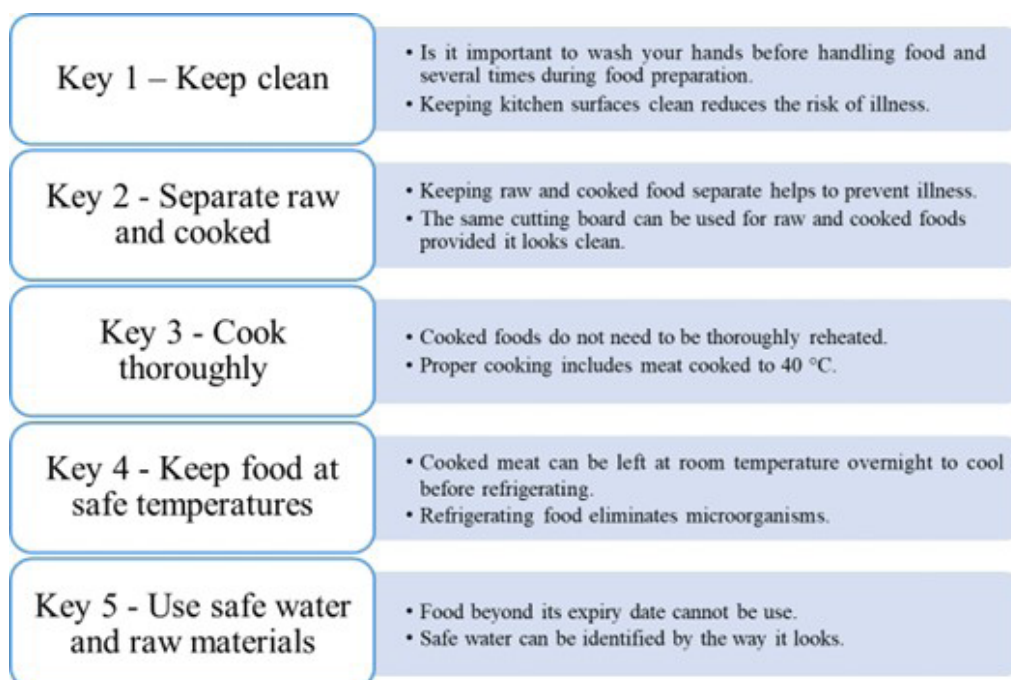 Key 1 – Keep clean
• Is it important to wash your hands before handling food and
several times during food preparation.
• Keeping kitchen surfaces clean reduces the risk of illness.
Key 2 - Separate raw
and cooked
• Keeping raw and cooked food separate helps to prevent illness.
• The same cutting board can be used for raw and cooked foods
provided it looks clean.
Key 3 - Cook
thoroughly
• Cooked foods do not need to be thoroughly reheated.
• Proper cooking includes meat cooked to 40 °C.
Key 4 - Keep food at
safe temperatures
• Cooked meat can be left at room temperature overnight to cool
before refrigerating.
• Refrigerating food eliminates microorganisms.
Key 5 - Use safe water
and raw materials
• Food beyond its expiry date cannot be use.
• Safe water can be identified by the way it looks.